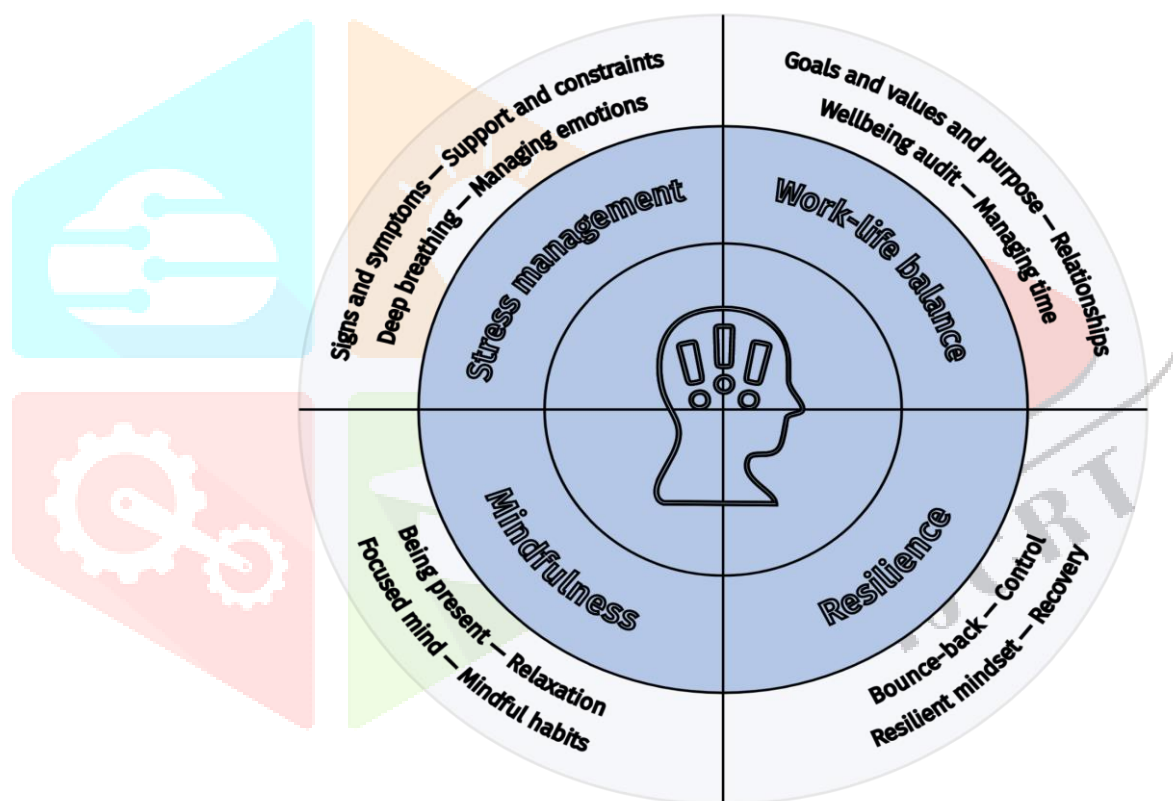 Signs and symptoms — Support and constraints
Deep breathing — Managing emotions
Stress management
Goals and values and purpose — Relationships
Wellbeing audit — Managing time
Work-life balance
Mindfulness
Being present — Relaxation
Focused mind — Mindful habits
Resilience
Bounce-back — Control
Resilient mindset — Recovery